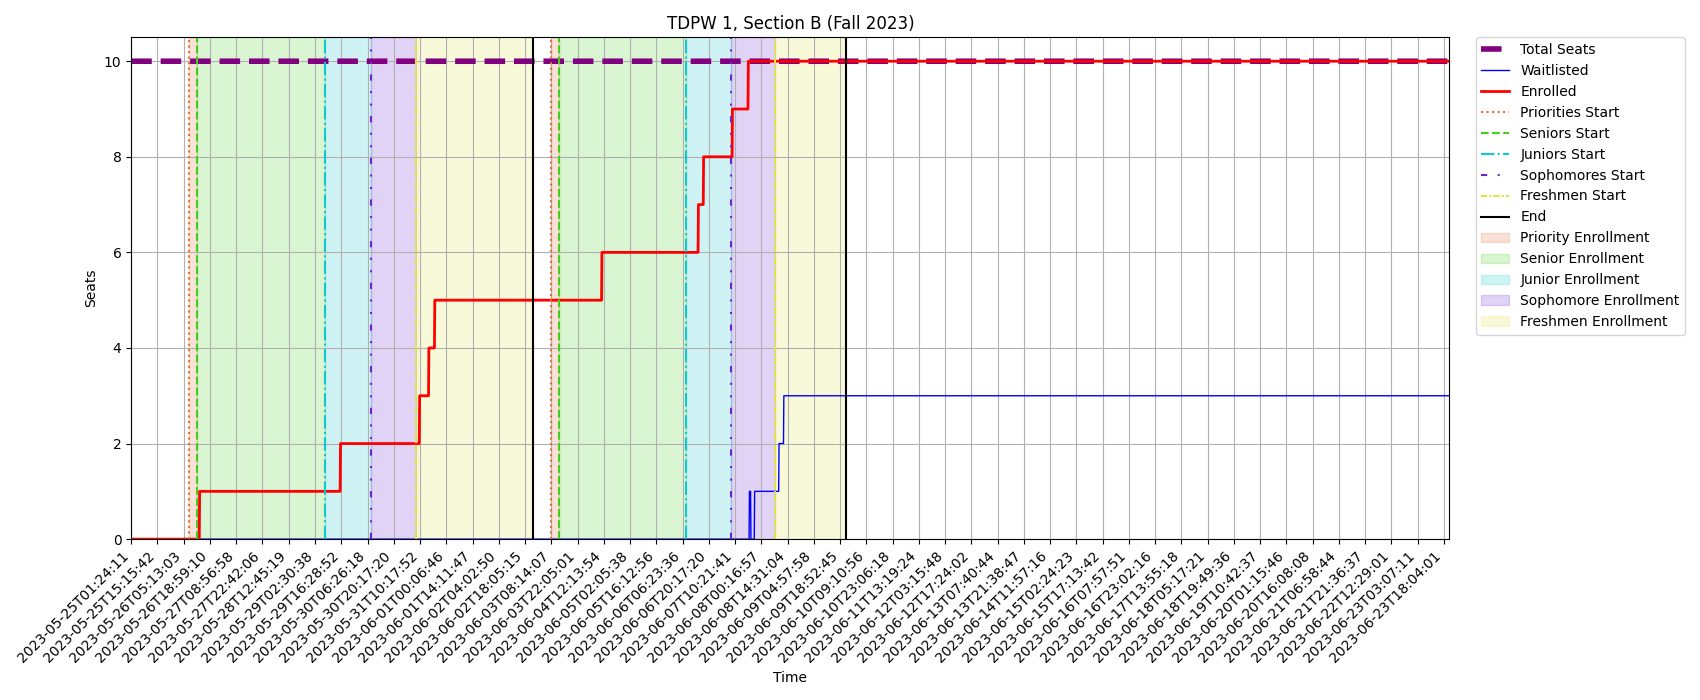 TDPW 1, Section B (Fall 2023)
Seats
10
8
6
4
2
0
2023-05-25T01:24:11
2023-05-25T15:15:42
2023-05-26T05:13:03
2023-05-26T18:59:10
2023-05-27T08:56:58
2023-05-27T22:42:06
2023-05-28T12:45:19
2023-05-29T02:30:38
2023-05-29T16:28:52
2023-05-30T06:26:18
2023-05-30T20:17:20
2023-05-31T10:17:52
2023-06-01T00:06:46
2023-06-01T14:11:47
2023-06-02T04:02:50
2023-06-02T18:05:15
2023-06-03T08:14:07
2023-06-03T22:05:01
2023-06-04T12:13:54
2023-06-05T02:05:38
2023-06-05T16:12:56
2023-06-06T06:23:36
2023-06-06T20:17:20
2023-06-07T10:21:41
2023-06-08T00:16:57
2023-06-08T14:31:04
2023-06-09T04:57:58
2023-06-09T18:52:45
2023-06-10T09:10:56
2023-06-10T23:06:18
2023-06-11T13:19:24
2023-06-12T03:15:48
2023-06-12T17:24:02
2023-06-13T07:40:44
2023-06-13T21:38:47
2023-06-14T11:57:16
2023-06-15T02:24:23
2023-06-15T17:13:42
2023-06-16T07:57:51
2023-06-16T23:02:16
2023-06-17T13:55:18
2023-06-18T05:17:21
2023-06-18T19:49:36
2023-06-19T10:42:37
2023-06-20T01:15:46
2023-06-20T16:08:08
2023-06-21T06:58:44
2023-06-21T21:36:37
2023-06-22T12:29:01
2023-06-23T03:07:11
2023-06-23T18:04:01
Time
Total Seats
Waitlisted
Enrolled
Priorities Start
Seniors Start
Juniors Start
Sophomores Start
Freshmen Start
End
Priority Enrollment
Senior Enrollment
Junior Enrollment
Sophomore Enrollment
Freshmen Enrollment